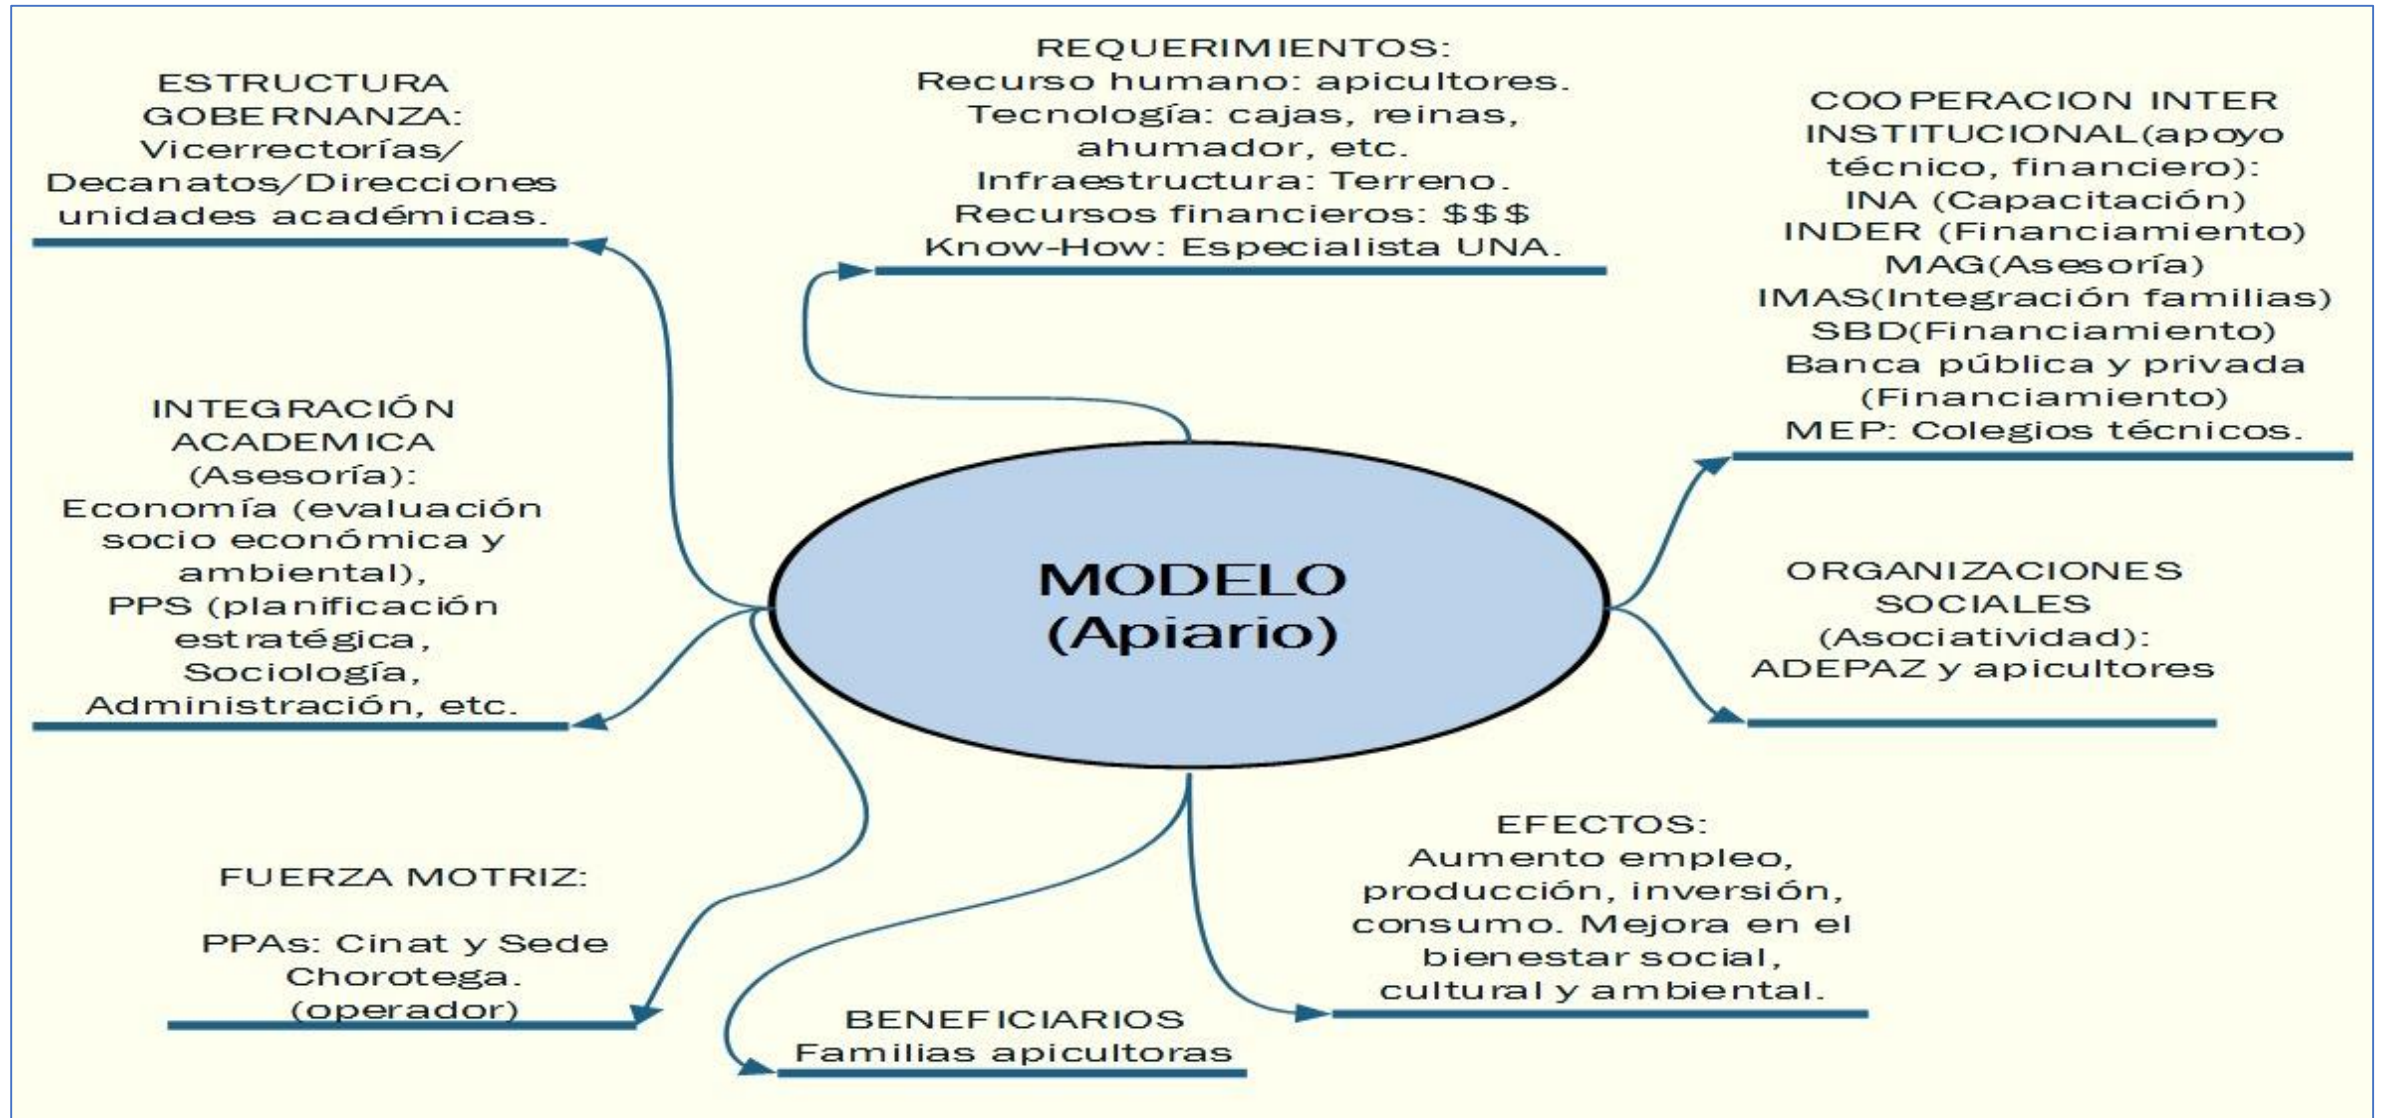 ESTRUCTURA
GOBERNANZA:
Vicerrectorías/
Decanatos/Direcciones
unidades académicas.
REQUERIMIENTOS:
Recurso humano: apicultores.
Tecnología: cajas, reinas,
ahumador, etc.
Infraestructura: Terreno.
Recursos financieros: $$$
Know-How: Especialista UNA.
COOPERACION INTER
INSTITUCIONAL(apoyo
técnico, financiero):
INA (Capacitación)
INDER (Financiamiento)
MAG(Asesoría)
IMAS(Integración familias)
SBD(Financiamiento)
Banca pública y privada
(Financiamiento)
MEP: Colegios técnicos.
INTEGRACIÓN
ACADEMICA
(Asesoría):
Economía (evaluación
socio económica y
ambiental),
PPS (planificación
estratégica,
Sociología,
Administración, etc.
MODELO
(Apiario)
ORGANIZACIONES
SOCIALES
(Asociatividad):
ADEPAZ y apicultores
FUERZA MOTRIZ:
PPAs: Cinat y Sede
Chorotega.
(operador)
BENEFICIARIOS
Familias apicultoras
EFECTOS:
Aumento empleo,
producción, inversión,
consumo. Mejora en el
bienestar social,
cultural y ambiental.